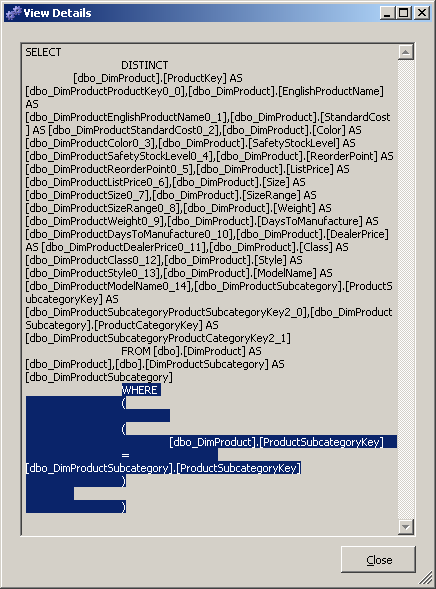 View Details
SELECT
DISTINCT
[dbo_DimProduct].[ProductKey] AS
[dbo_DimProductProductKey0_0],[dbo_DimProduct].[EnglishProductName]
AS
[dbo_DimProductEnglishProductName0_1],[dbo_DimProduct].[StandardCost
] AS [dbo_DimProductStandardCost0_2],[dbo_DimProduct].[Color] AS
[dbo_DimProductColor0_3],[dbo_DimProduct].[SafetyStockLevel] AS
[dbo_DimProductSafetyStockLevel0_4],[dbo_DimProduct].[ReorderPoint] AS
[dbo_DimProductReorderPoint0_5],[dbo_DimProduct].[ListPrice] AS
[dbo_DimProductListPrice0_6],[dbo_DimProduct].[Size] AS
[dbo_DimProductSize0_7],[dbo_DimProduct].[SizeRange] AS
[dbo_DimProductSizeRange0_8],[dbo_DimProduct].[Weight] AS
[dbo_DimProductWeight0_9],[dbo_DimProduct].[DaysToManufacture] AS
[dbo_DimProductDaysToManufacture0_10],[dbo_DimProduct].[DealerPrice]
AS [dbo_DimProductDealerPrice0_11],[dbo_DimProduct].[Class] AS
[dbo_DimProductClass0_12],[dbo_DimProduct].[Style] AS
[dbo_DimProductStyle0_13],[dbo_DimProduct].[ModelName] AS
[dbo_DimProductModelName0_14],[dbo_DimProductSubcategory].[ProductS
ubcategoryKey] AS
[dbo_DimProductSubcategoryProductSubcategoryKey2_0],[dbo_DimProduct
Subcategory].[ProductCategoryKey] AS
[dbo_DimProductSubcategoryProductCategoryKey2_1]
FROM [dbo].[DimProduct] AS
[dbo_DimProduct],[dbo].[DimProductSubcategory] AS
[dbo_DimProductSubcategory]
WHERE
(
(
[dbo_DimProduct].[ProductSubcategoryKey]
=
[dbo_DimProductSubcategory].[ProductSubcategoryKey]
)
)
Close